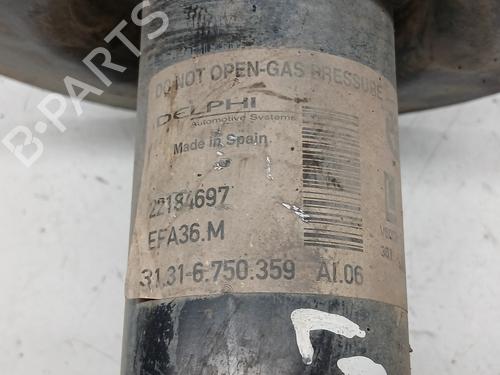 B-PARTS
DO NOT OPEN-GAS PRESSURE
DELPHI
Automotive Systems
Made in Spain
22184697
EFA36.M
31.31-6.750.359 AI.06